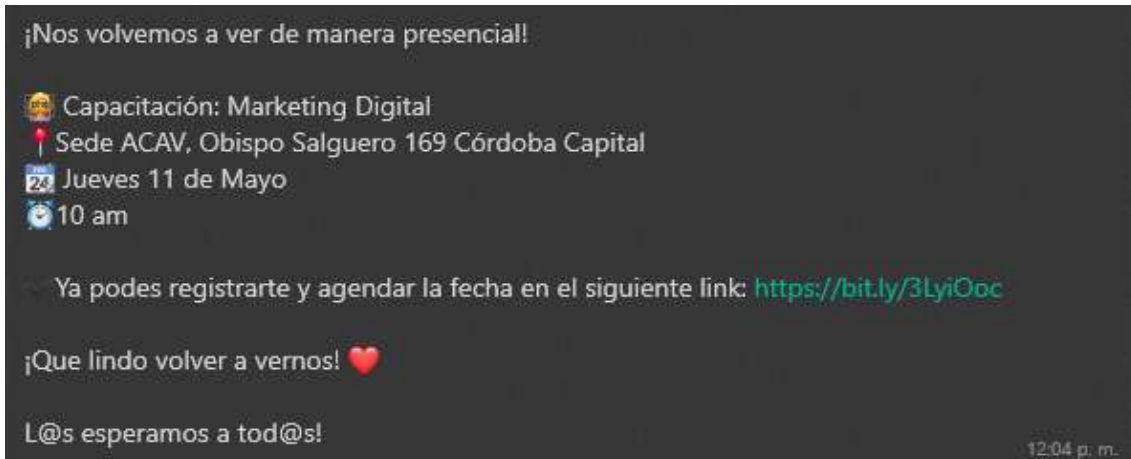 ¡Nos volvemos a ver de manera presencial!
Capacitación: Marketing Digital
Sede ACAV, Obispo Salguero 169 Córdoba Capital
Jueves 11 de Mayo
10 am
Ya podes registrarte y agendar la fecha en el siguiente link: https://bit.ly/3LyiOoc
¡Que lindo volver a vernos! ❤️
L@s esperamos a tod@s!
12:04 p. m.